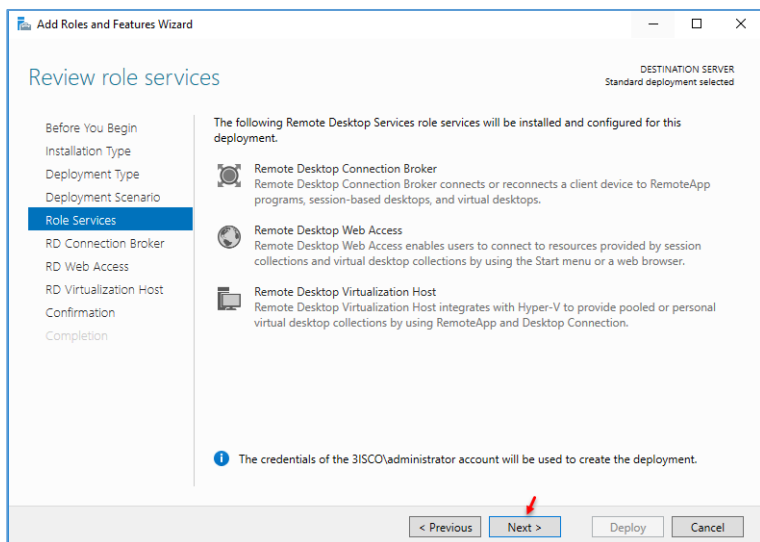 Add Roles and Features Wizard
Review role services
DESTINATION SERVER
Standard deployment selected
Before You Begin
Installation Type
Deployment Type
Deployment Scenario
Role Services
RD Connection Broker
RD Web Access
RD Virtualization Host
Confirmation
Completion
The following Remote Desktop Services role services will be installed and configured for this
deployment.
Remote Desktop Connection Broker
Remote Desktop Connection Broker connects or reconnects a client device to RemoteApp
programs, session-based desktops, and virtual desktops.
Remote Desktop Web Access
Remote Desktop Web Access enables users to connect to resources provided by session
collections and virtual desktop collections by using the Start menu or a web browser.
Remote Desktop Virtualization Host
Remote Desktop Virtualization Host integrates with Hyper-V to provide pooled or personal
virtual desktop collections by using RemoteApp and Desktop Connection.
The credentials of the 3ISCO\administrator account will be used to create the deployment.
< Previous
Next >
Deploy
Cancel